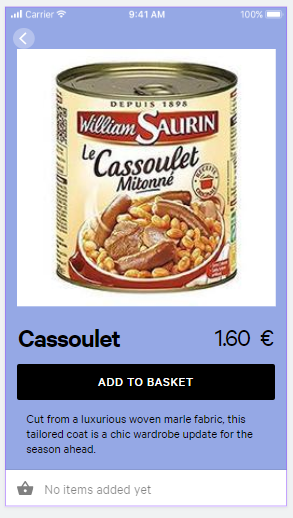 Carrier 9:41 AM 100%
DEPUIS 1898
William SAURIN
Le Cassoulet
Mitonné
RECETTE
ORIGINALE
Cassoulet 1.60 €
ADD TO BASKET
Cut from a luxurious woven marle fabric, this
tailored coat is a chic wardrobe update for the
season ahead.
No items added yet